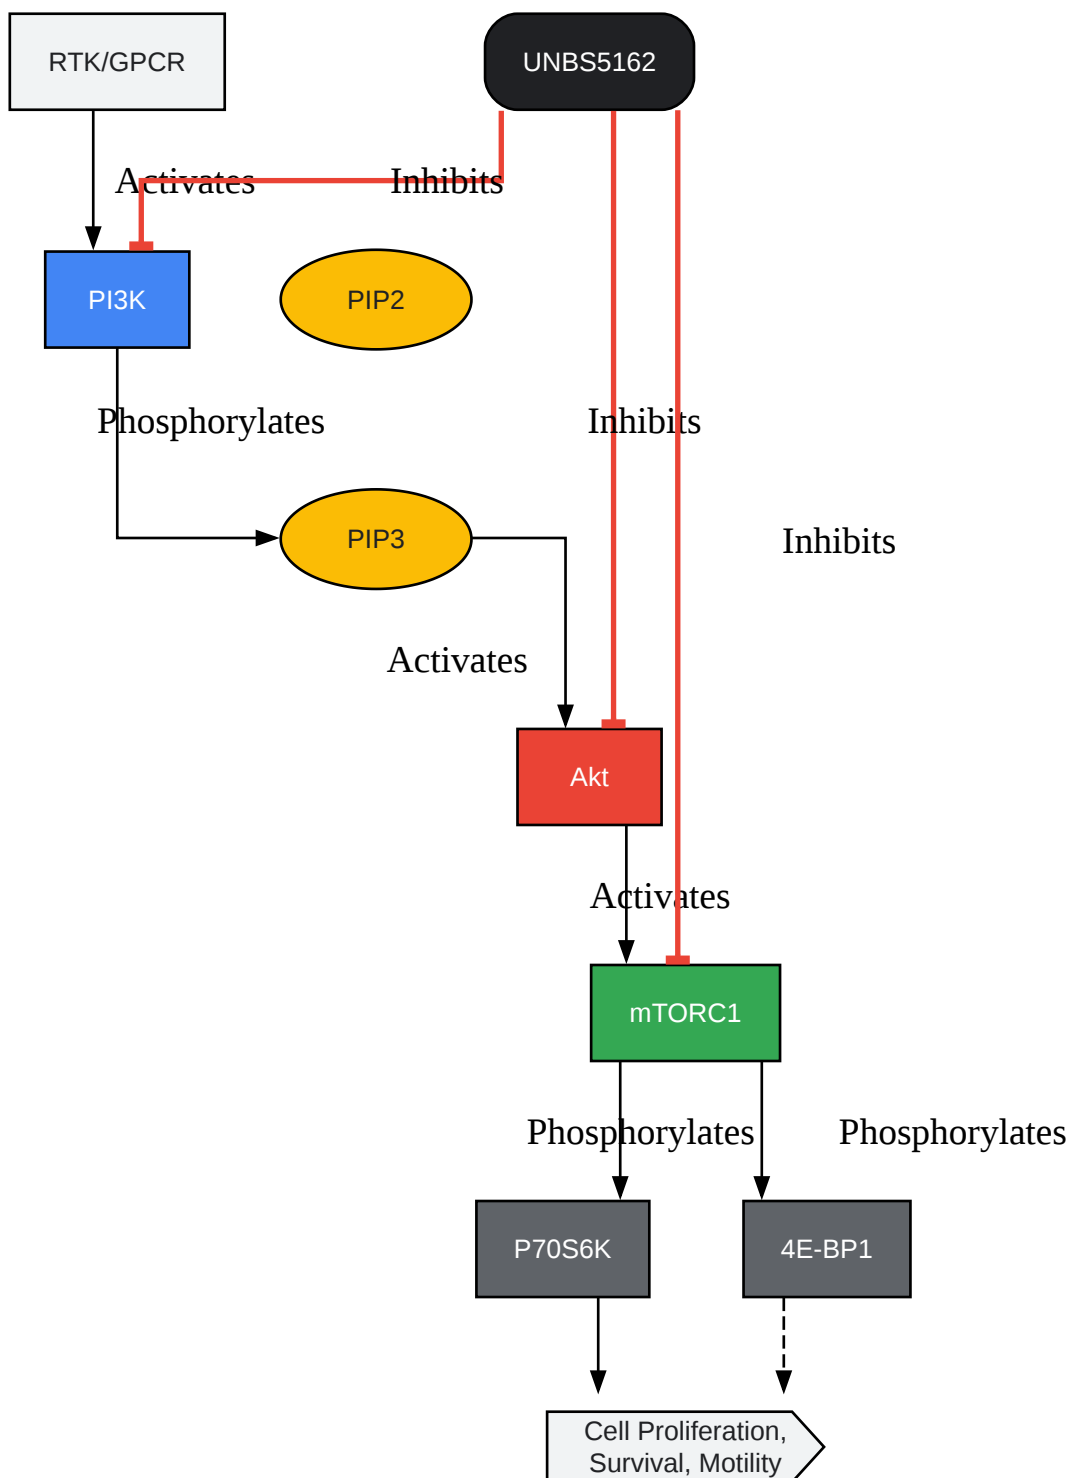 RTK/GPCR
UNBS5162
Activates
Inhibits
PI3K
PIP2
Phosphorylates
Inhibits
PIP3
Inhibits
Activates
Akt
Activates
mTORC1
Phosphorylates
Phosphorylates
P70S6K
4E-BP1
Cell Proliferation,
Survival, Motility